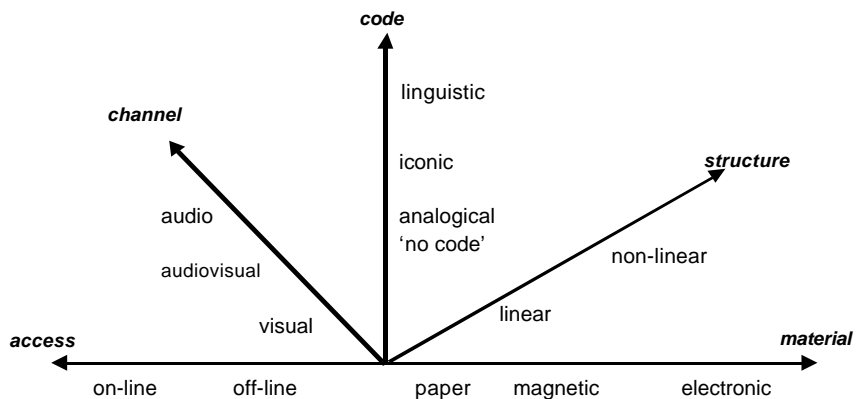 code
linguistic
channel
iconic
structure
audio
analogical
'no code'
non-linear
audiovisual
linear
visual
access
material
on-line
off-line
paper
magnetic
electronic